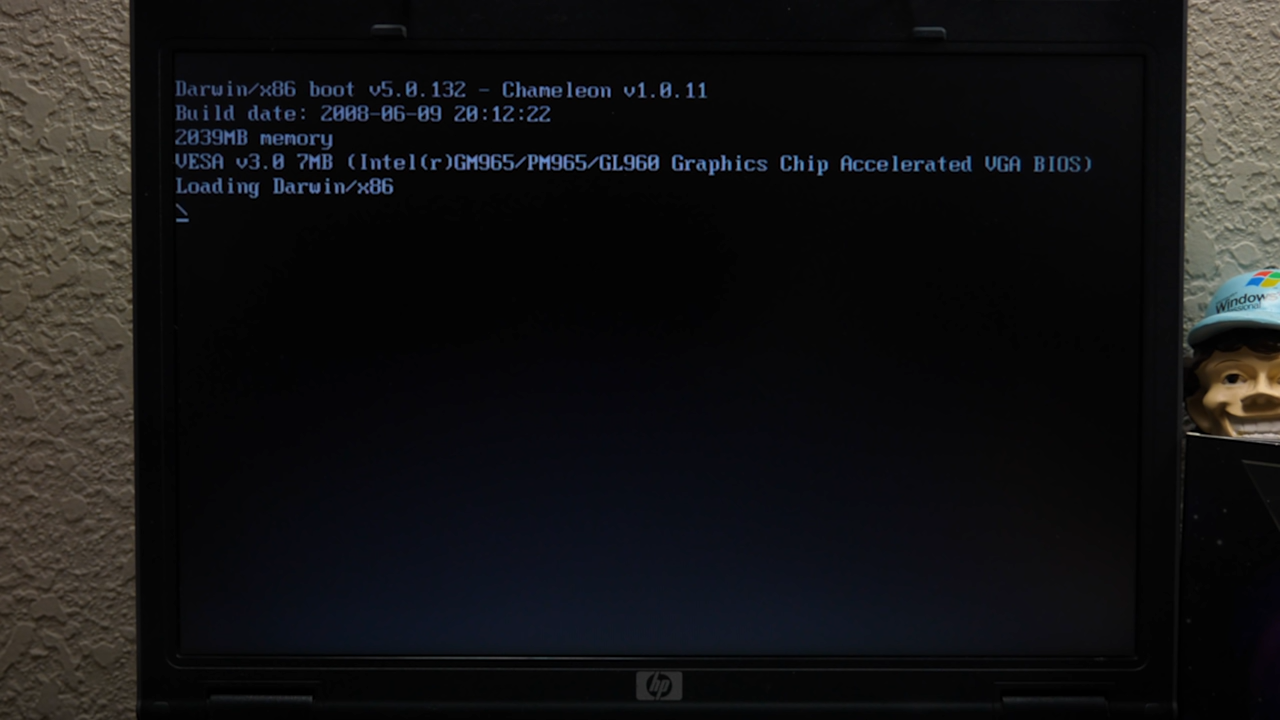 Darwin/x86 boot v5.0.132 - Chameleon v1.0.11
Build date: 2008-06-09 20:12:22
2039MB memory
VESA v3.0 7MB (Intel(r)GM965/PM965/GL960 Graphics Chip Accelerated VGA BIOS)
Loading Darwin/x86
\
Windows
hp